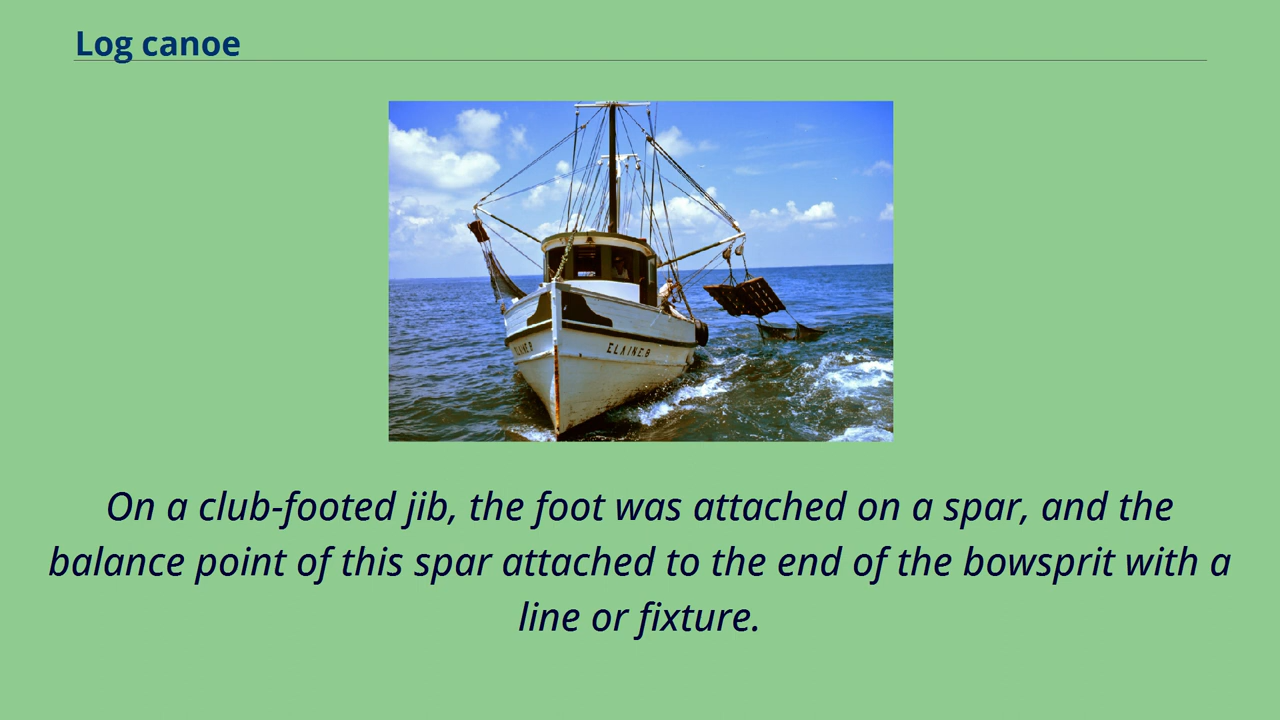 Log canoe
ELAINE B
On a club-footed jib, the foot was attached on a spar, and the
balance point of this spar attached to the end of the bowsprit with a
line or fixture.